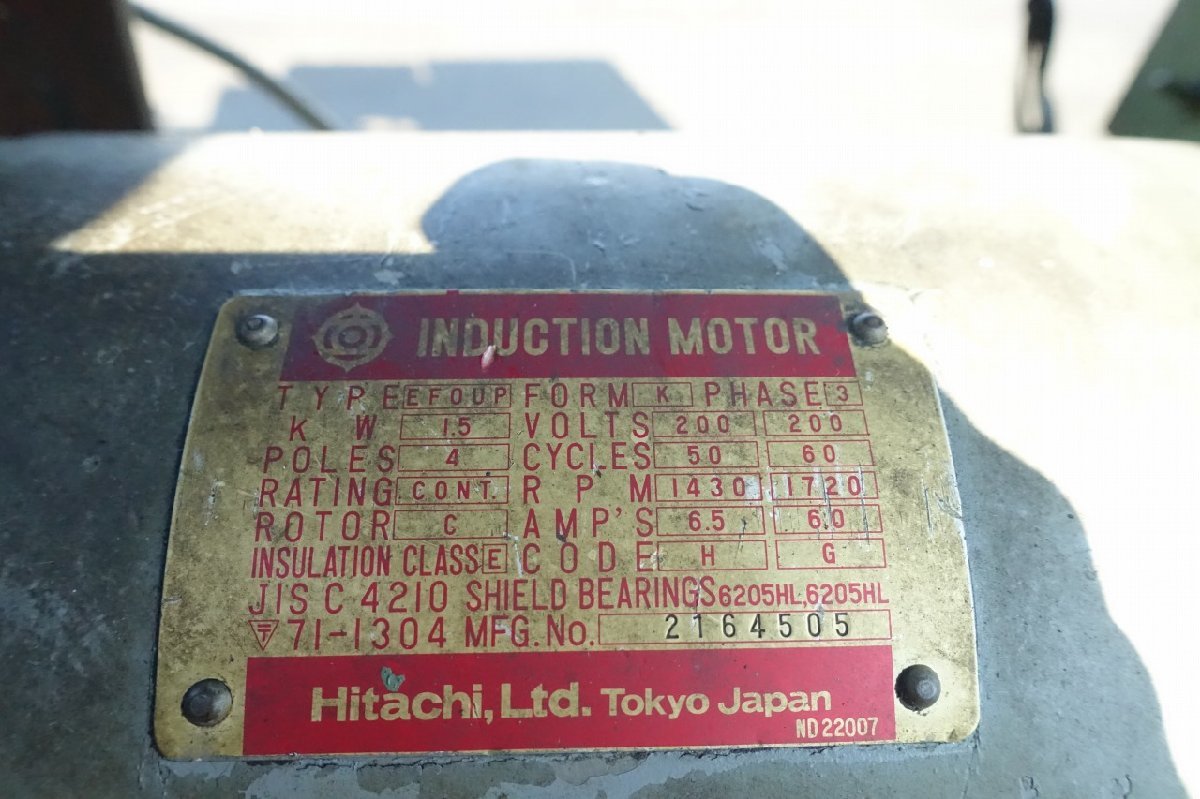 INDUCTION MOTOR
TYPE EFOUP FORM K PHASE 3
KW 1.5 VOLTS 200 200
POLES 4 CYCLES 50 60
RATING CONT. RPM 1430 1720
ROTOR C AMP'S 6.5 6.0
INSULATION CLASS E CODE H G
JIS C 4210 SHIELD BEARINGS 6205HL,6205HL
〒 71-1304 MFG.No. 2164505
Hitachi, Ltd. Tokyo Japan
ND22007